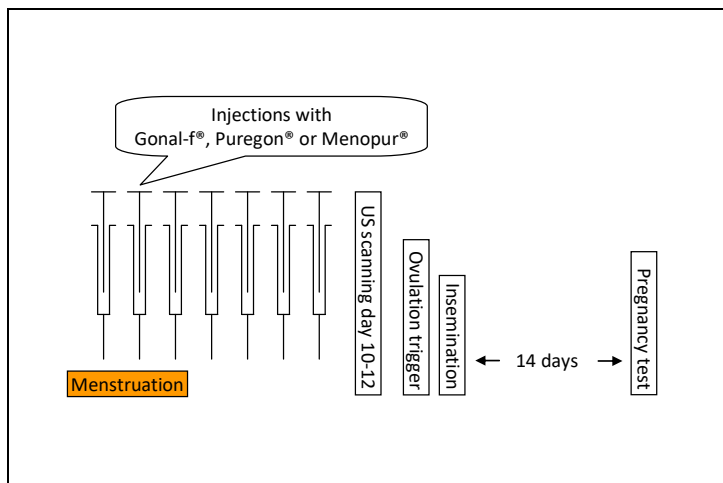 Injections with
Gonal-f®, Puregon® or Menopur®
US scanning day 10-12
Ovulation trigger
Insemination
14 days
Pregnancy test
Menstruation